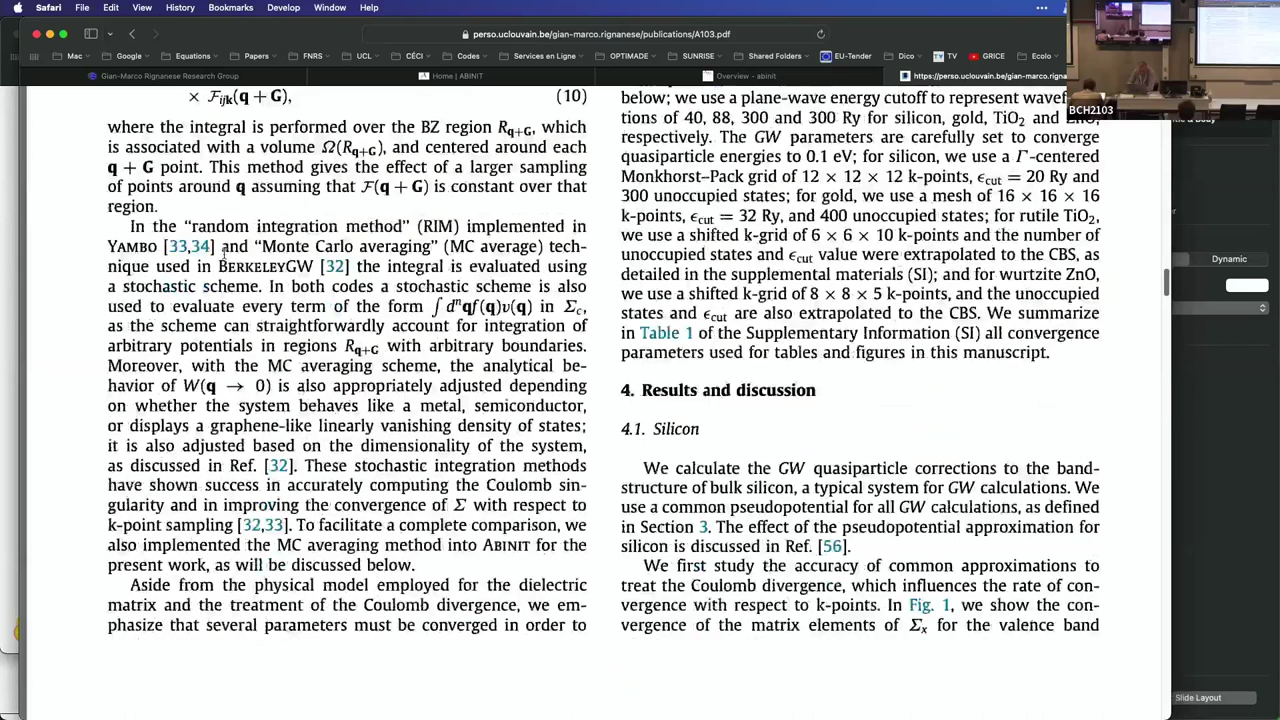 Safari File Edit View History Bookmarks Develop Window Help
perso.uclouvain.be/gian-marco.rignanese/publications/A103.pdf
Mac Google Equations Papers FNRS UCL CÉCI Codes Services en Ligne OPTIMADE SUNRISE Shared Folders EU-Tender Dico TV GRICE Ecolo
Gian-Marco Rignanese Research Group Home | ABINIT Overview - abinit https://perso.uclouvain.be/gian-marco.rignanese/publications/A103.pdf
BCH2103
Dynamic
Slide Layout
× ℱijk(q + G), (10)
where the integral is performed over the BZ region Rq+G, which
is associated with a volume Ω(Rq+G), and centered around each
q + G point. This method gives the effect of a larger sampling
of points around q assuming that ℱ(q + G) is constant over that
region.
In the “random integration method” (RIM) implemented in
YAMBO [33,34] and “Monte Carlo averaging” (MC average) tech-
nique used in BERKELEYGW [32] the integral is evaluated using
a stochastic scheme. In both codes a stochastic scheme is also
used to evaluate every term of the form ∫ dⁿqf(q)v(q) in Σc,
as the scheme can straightforwardly account for integration of
arbitrary potentials in regions Rq+G with arbitrary boundaries.
Moreover, with the MC averaging scheme, the analytical be-
havior of W(q → 0) is also appropriately adjusted depending
on whether the system behaves like a metal, semiconductor,
or displays a graphene-like linearly vanishing density of states;
it is also adjusted based on the dimensionality of the system,
as discussed in Ref. [32]. These stochastic integration methods
have shown success in accurately computing the Coulomb sin-
gularity and in improving the convergence of Σ with respect to
k-point sampling [32,33]. To facilitate a complete comparison, we
also implemented the MC averaging method into ABINIT for the
present work, as will be discussed below.
Aside from the physical model employed for the dielectric
matrix and the treatment of the Coulomb divergence, we em-
phasize that several parameters must be converged in order to
below; we use a plane-wave energy cutoff to represent
tions of 40, 88, 300 and 300 Ry for silicon, gold, TiO2 and
respectively. The GW parameters are carefully set to converge
quasiparticle energies to 0.1 eV; for silicon, we use a Γ-centered
Monkhorst–Pack grid of 12 × 12 × 12 k-points, ϵcut = 20 Ry and
300 unoccupied states; for gold, we use a mesh of 16 × 16 × 16
k-points, ϵcut = 32 Ry, and 400 unoccupied states; for rutile TiO2,
we use a shifted k-grid of 6 × 6 × 10 k-points and the number of
unoccupied states and ϵcut value were extrapolated to the CBS, as
detailed in the supplemental materials (SI); and for wurtzite ZnO,
we use a shifted k-grid of 8 × 8 × 5 k-points, and the unoccupied
states and ϵcut are also extrapolated to the CBS. We summarize
in Table 1 of the Supplementary Information (SI) all convergence
parameters used for tables and figures in this manuscript.
4. Results and discussion
4.1. Silicon
We calculate the GW quasiparticle corrections to the band-
structure of bulk silicon, a typical system for GW calculations. We
use a common pseudopotential for all GW calculations, as defined
in Section 3. The effect of the pseudopotential approximation for
silicon is discussed in Ref. [56].
We first study the accuracy of common approximations to
treat the Coulomb divergence, which influences the rate of con-
vergence with respect to k-points. In Fig. 1, we show the con-
vergence of the matrix elements of Σx for the valence band